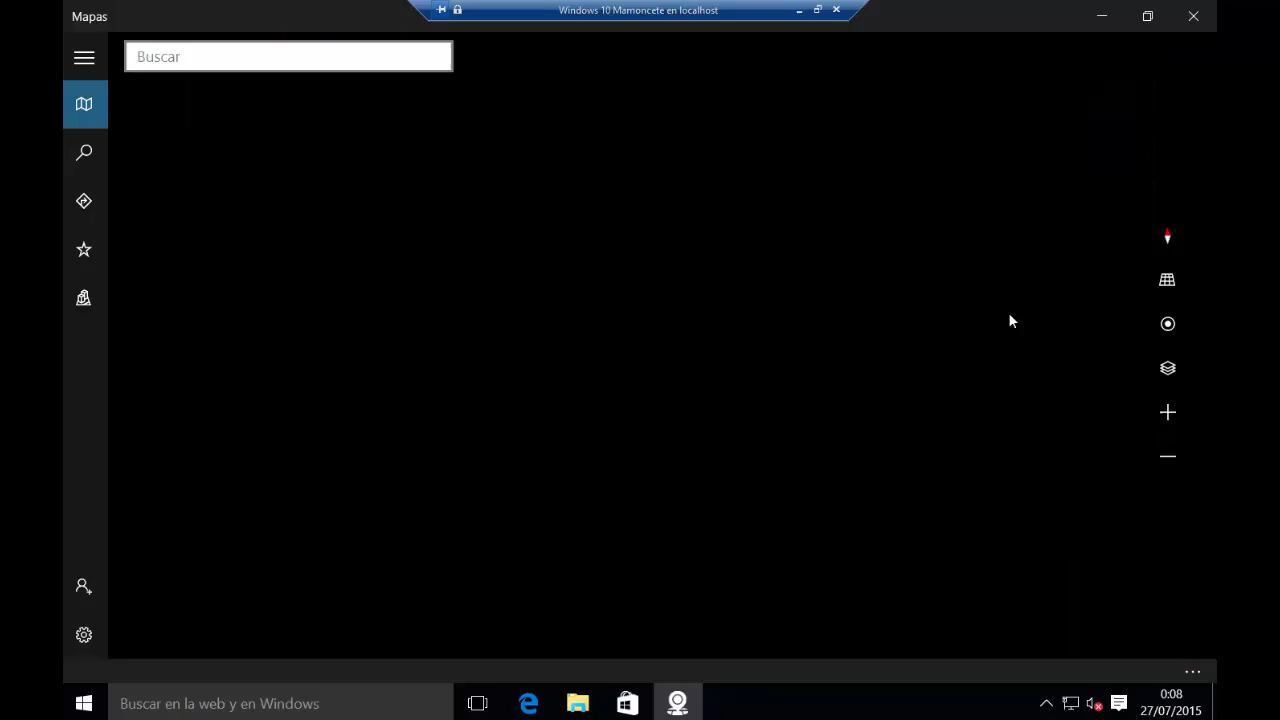 Mapas
Windows 10 Mamoncete en localhost
Buscar
Buscar en la web y en Windows
0:08
27/07/2015